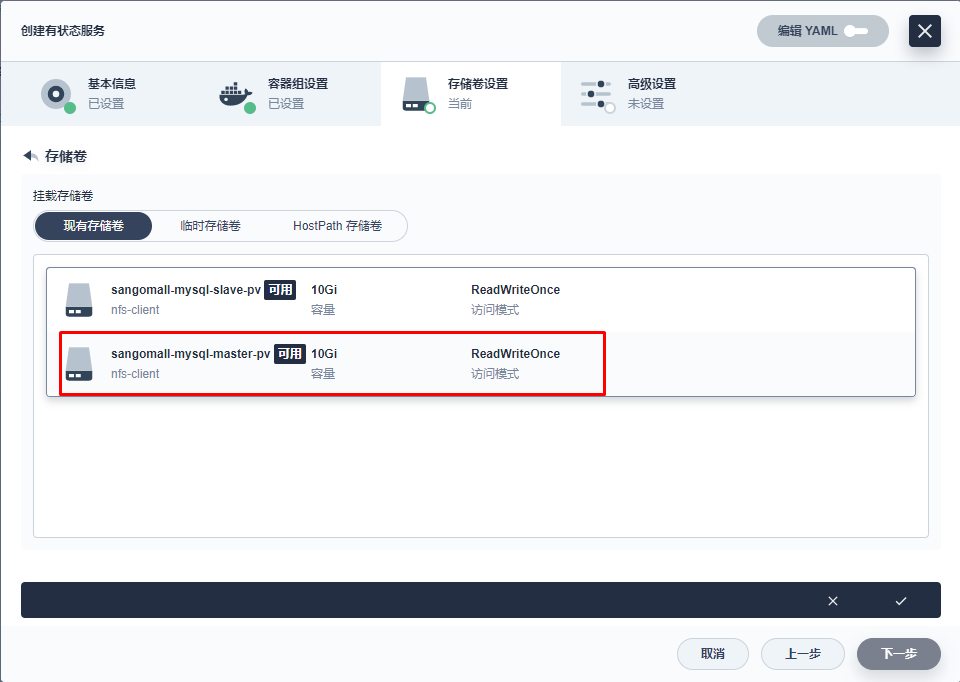 创建有状态服务
编辑 YAML
基本信息
已设置
容器组设置
已设置
存储卷设置
当前
高级设置
未设置
存储卷
挂载存储卷
现有存储卷 临时存储卷 HostPath 存储卷
sangomall-mysql-slave-pv 可用 10Gi ReadWriteOnce
nfs-client 容量 访问模式
sangomall-mysql-master-pv 可用 10Gi ReadWriteOnce
nfs-client 容量 访问模式
取消 上一步 下一步